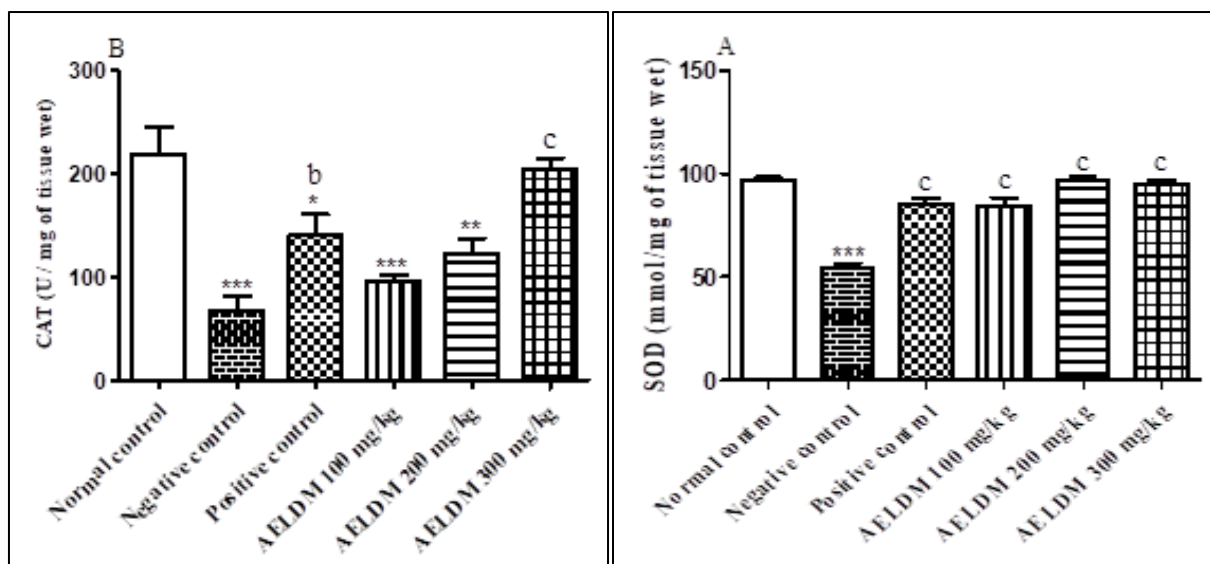 B
CAT (U / mg of tissue wet)
300
200
100
0
***
b
*
***
**
c
Normal control
Negative control
Positive control
AELDM 100 mg/kg
AELDM 200 mg/kg
AELDM 300 mg/kg
A
SOD (mmol/mg of tissue wet)
150
100
50
0
***
c
c
c
c
Normal control
Negative control
Positive control
AELDM 100 mg/kg
AELDM 200 mg/kg
AELDM 300 mg/kg